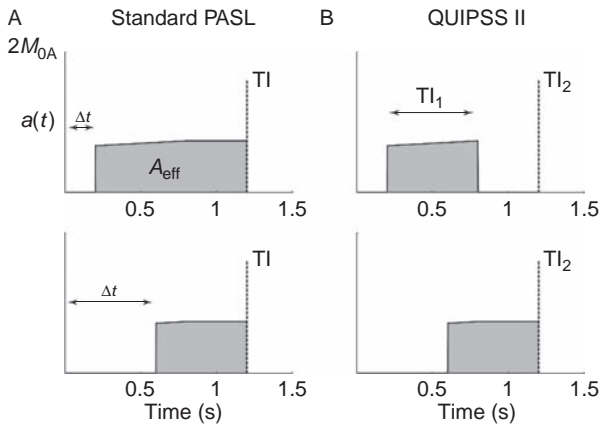 A Standard PASL
B QUIPSS II
2M₀A
TI
TI₂
Δt
TI₁
a(t)
Aeff
0.5 1 1.5
0.5 1 1.5
TI
TI₂
Δt
0.5 1 1.5
0.5 1 1.5
Time (s)
Time (s)